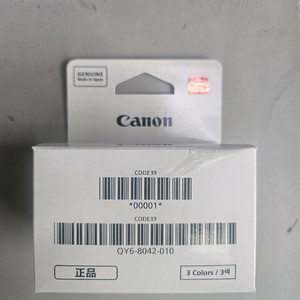 GENUINE
Made in Japan
Canon
CODE39
*00001*
CODE39
QY6-8042-010
正品
3 Colors / 3색